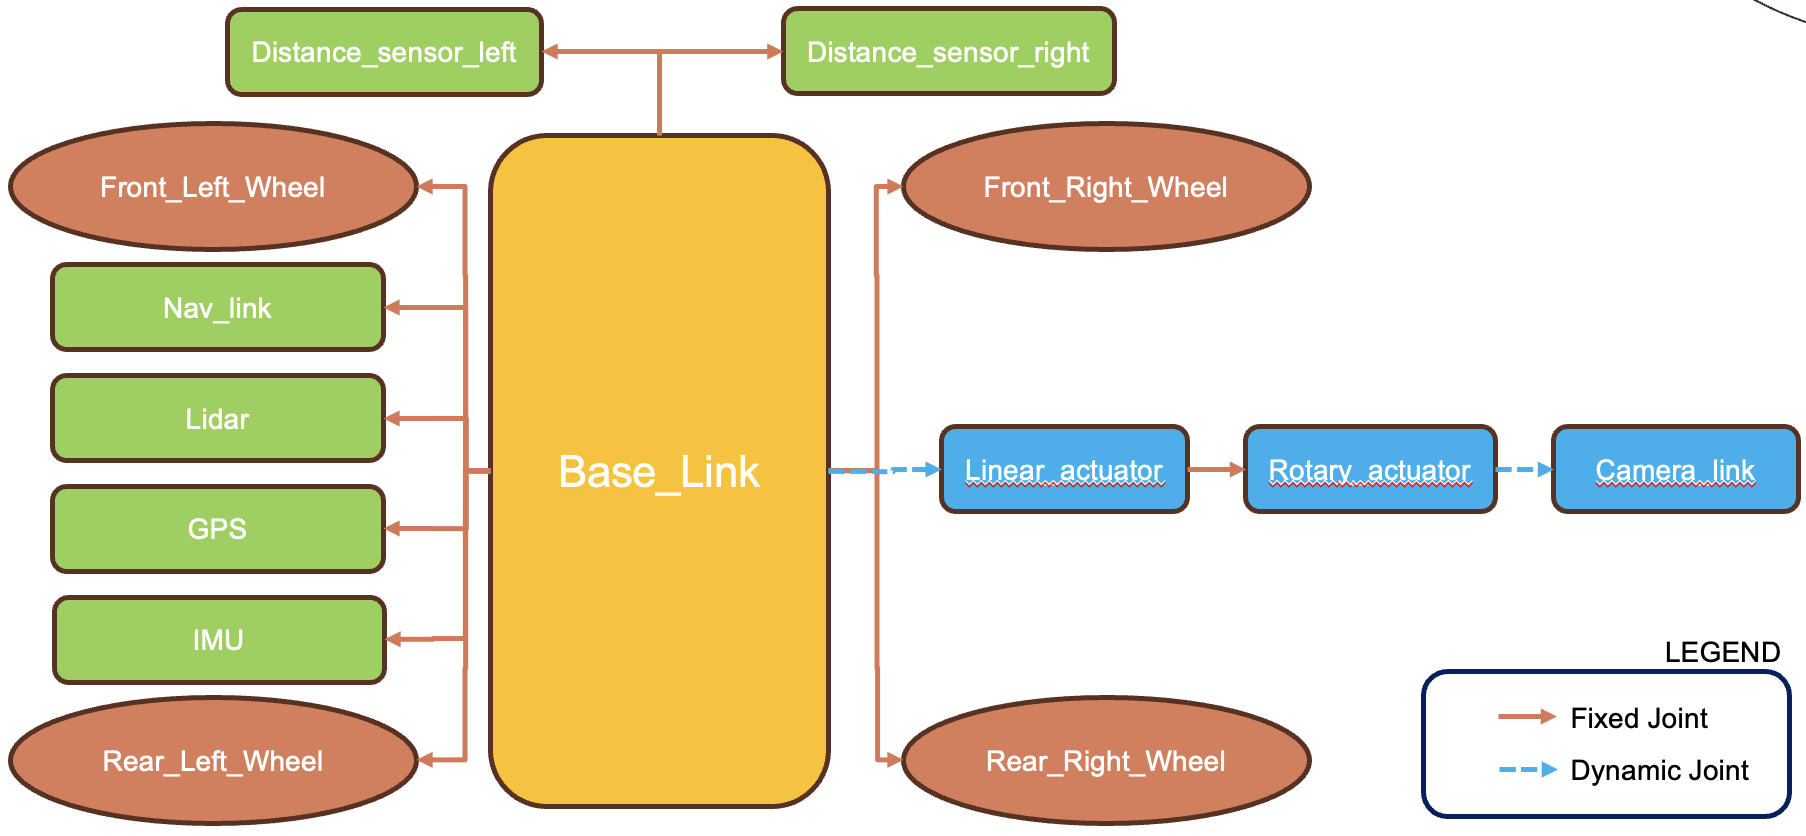 Distance_sensor_left
Distance_sensor_right
Front_Left_Wheel
Front_Right_Wheel
Nav_link
Lidar
Base_Link
Linear_actuator
Rotary_actuator
Camera_link
GPS
IMU
Rear_Left_Wheel
Rear_Right_Wheel
LEGEND
Fixed Joint
Dynamic Joint